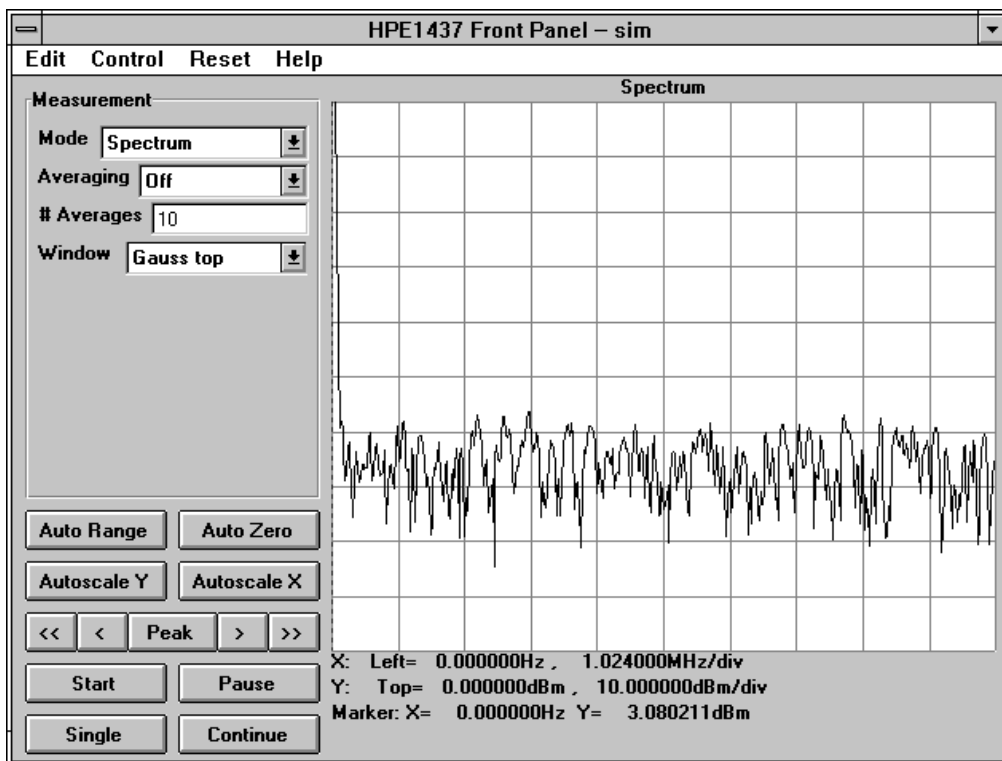 HPE1437 Front Panel – sim
Edit Control Reset Help
Measurement
Mode Spectrum
Averaging Off
# Averages 10
Window Gauss top
Auto Range Auto Zero
Autoscale Y Autoscale X
<< < Peak > >>
Start Pause
Single Continue
Spectrum
X: Left= 0.000000Hz , 1.024000MHz/div
Y: Top= 0.000000dBm , 10.000000dBm/div
Marker: X= 0.000000Hz Y= 3.080211dBm